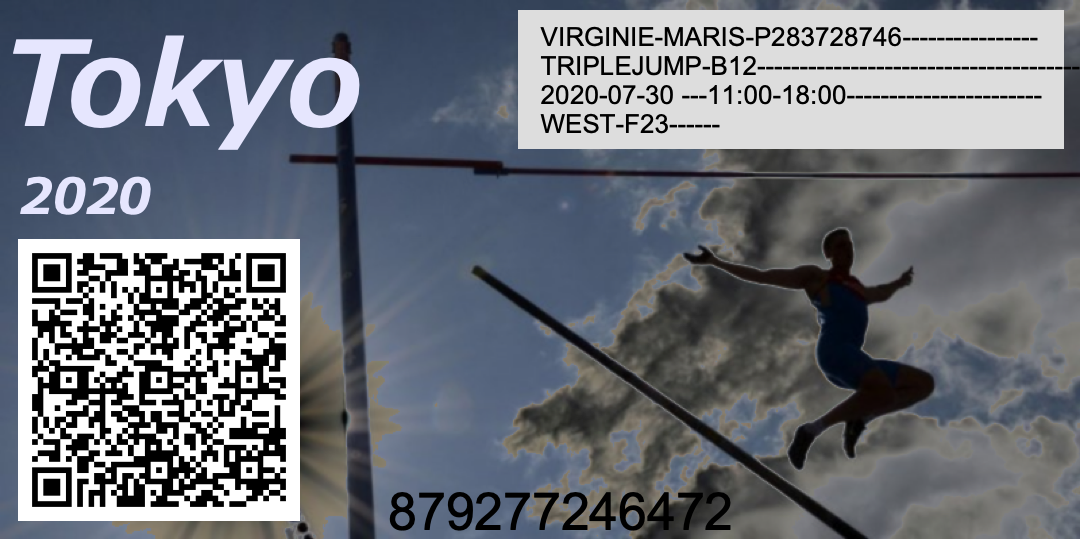 Tokyo
2020
VIRGINIE-MARIS-P283728746----------------
TRIPLEJUMP-B12--------------------------------------
2020-07-30 ---11:00-18:00-----------------------
WEST-F23------
879277246472